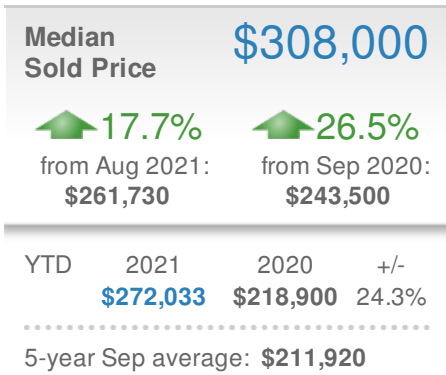 Median $308,000
Sold Price
17.7% 26.5%
from Aug 2021: from Sep 2020:
$261,730 $243,500
YTD 2021 2020 +/-
$272,033 $218,900 24.3%
5-year Sep average: $211,920